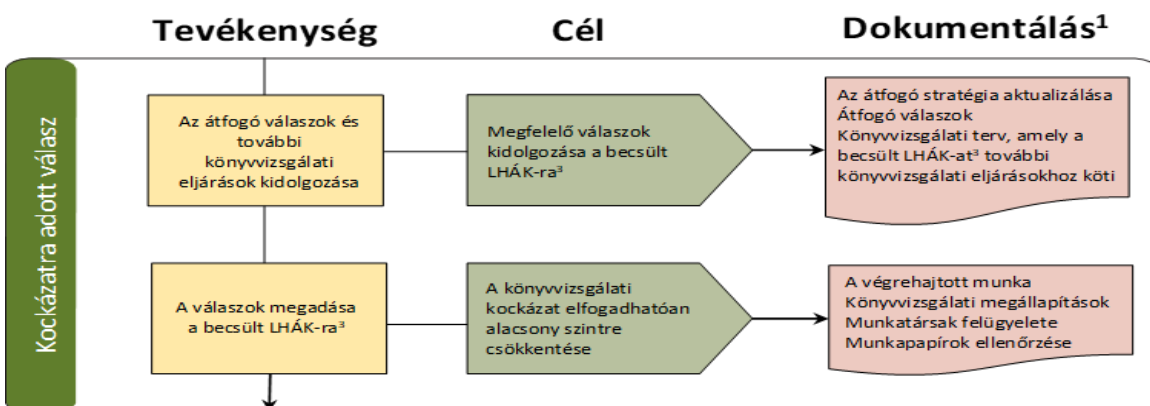 Tevékenység
Cél
Dokumentálás¹
Kockázatra adott válasz
Az átfogó válaszok és
további
könyvvizsgálati
eljárások kidolgozása
Megfelelő válaszok
kidolgozása a becsült
LHÁK-ra³
Az átfogó stratégia aktualizálása
Átfogó válaszok
Könyvvizsgálati terv, amely a
becsült LHÁK-at³ további
könyvvizsgálati eljárásokhoz köti
A válaszok megadása
a becsült LHÁK-ra³
A könyvvizsgálati
kockázat elfogadhatóan
alacsony szintre
csökkentése
A végrehajtott munka
Könyvvizsgálati megállapítások
Munkatársak felügyelete
Munkapapírok ellenőrzése